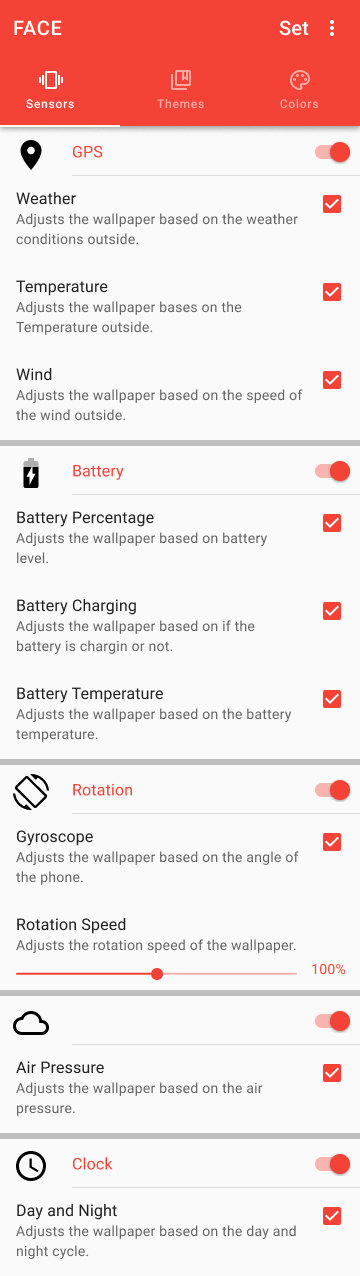 FACE Set
Sensors Themes Colors
GPS
Weather
Adjusts the wallpaper based on the weather
conditions outside.
Temperature
Adjusts the wallpaper bases on the
Temperature outside.
Wind
Adjusts the wallpaper based on the speed of
the wind outside.
Battery
Battery Percentage
Adjusts the wallpaper based on battery
level.
Battery Charging
Adjusts the wallpaper based on if the
battery is chargin or not.
Battery Temperature
Adjusts the wallpaper based on the battery
temperature.
Rotation
Gyroscope
Adjusts the wallpaper based on the angle of
the phone.
Rotation Speed
Adjusts the rotation speed of the wallpaper.
100%
Air Pressure
Adjusts the wallpaper based on the air
pressure.
Clock
Day and Night
Adjusts the wallpaper based on the day and
night cycle.